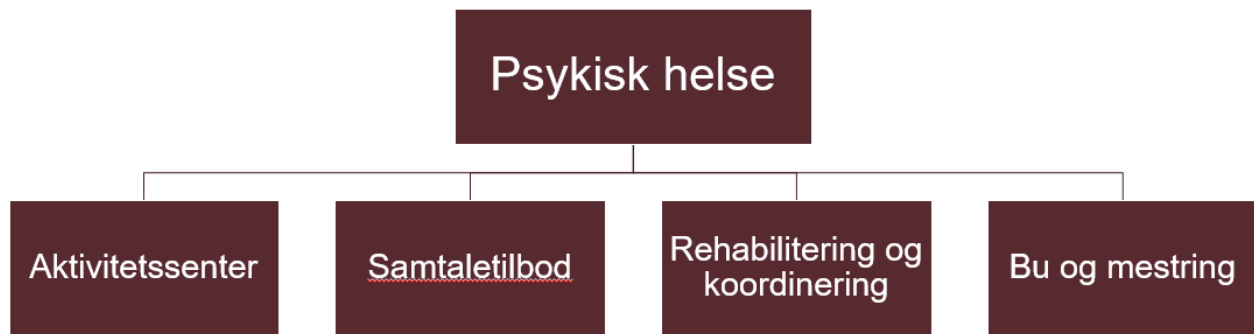 Psykisk helse
Aktivitetssenter
Samtaletilbod
Rehabilitering og
koordinering
Bu og mestring